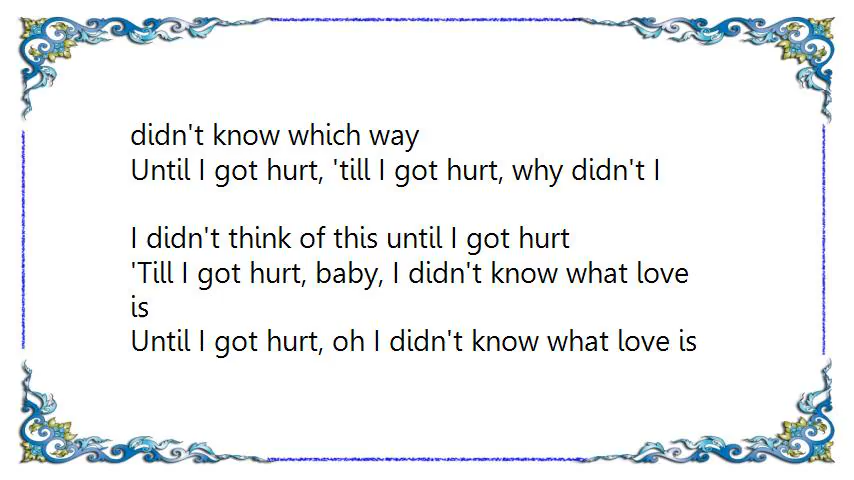 didn't know which way
Until I got hurt, 'till I got hurt, why didn't I
I didn't think of this until I got hurt
'Till I got hurt, baby, I didn't know what love
is
Until I got hurt, oh I didn't know what love is